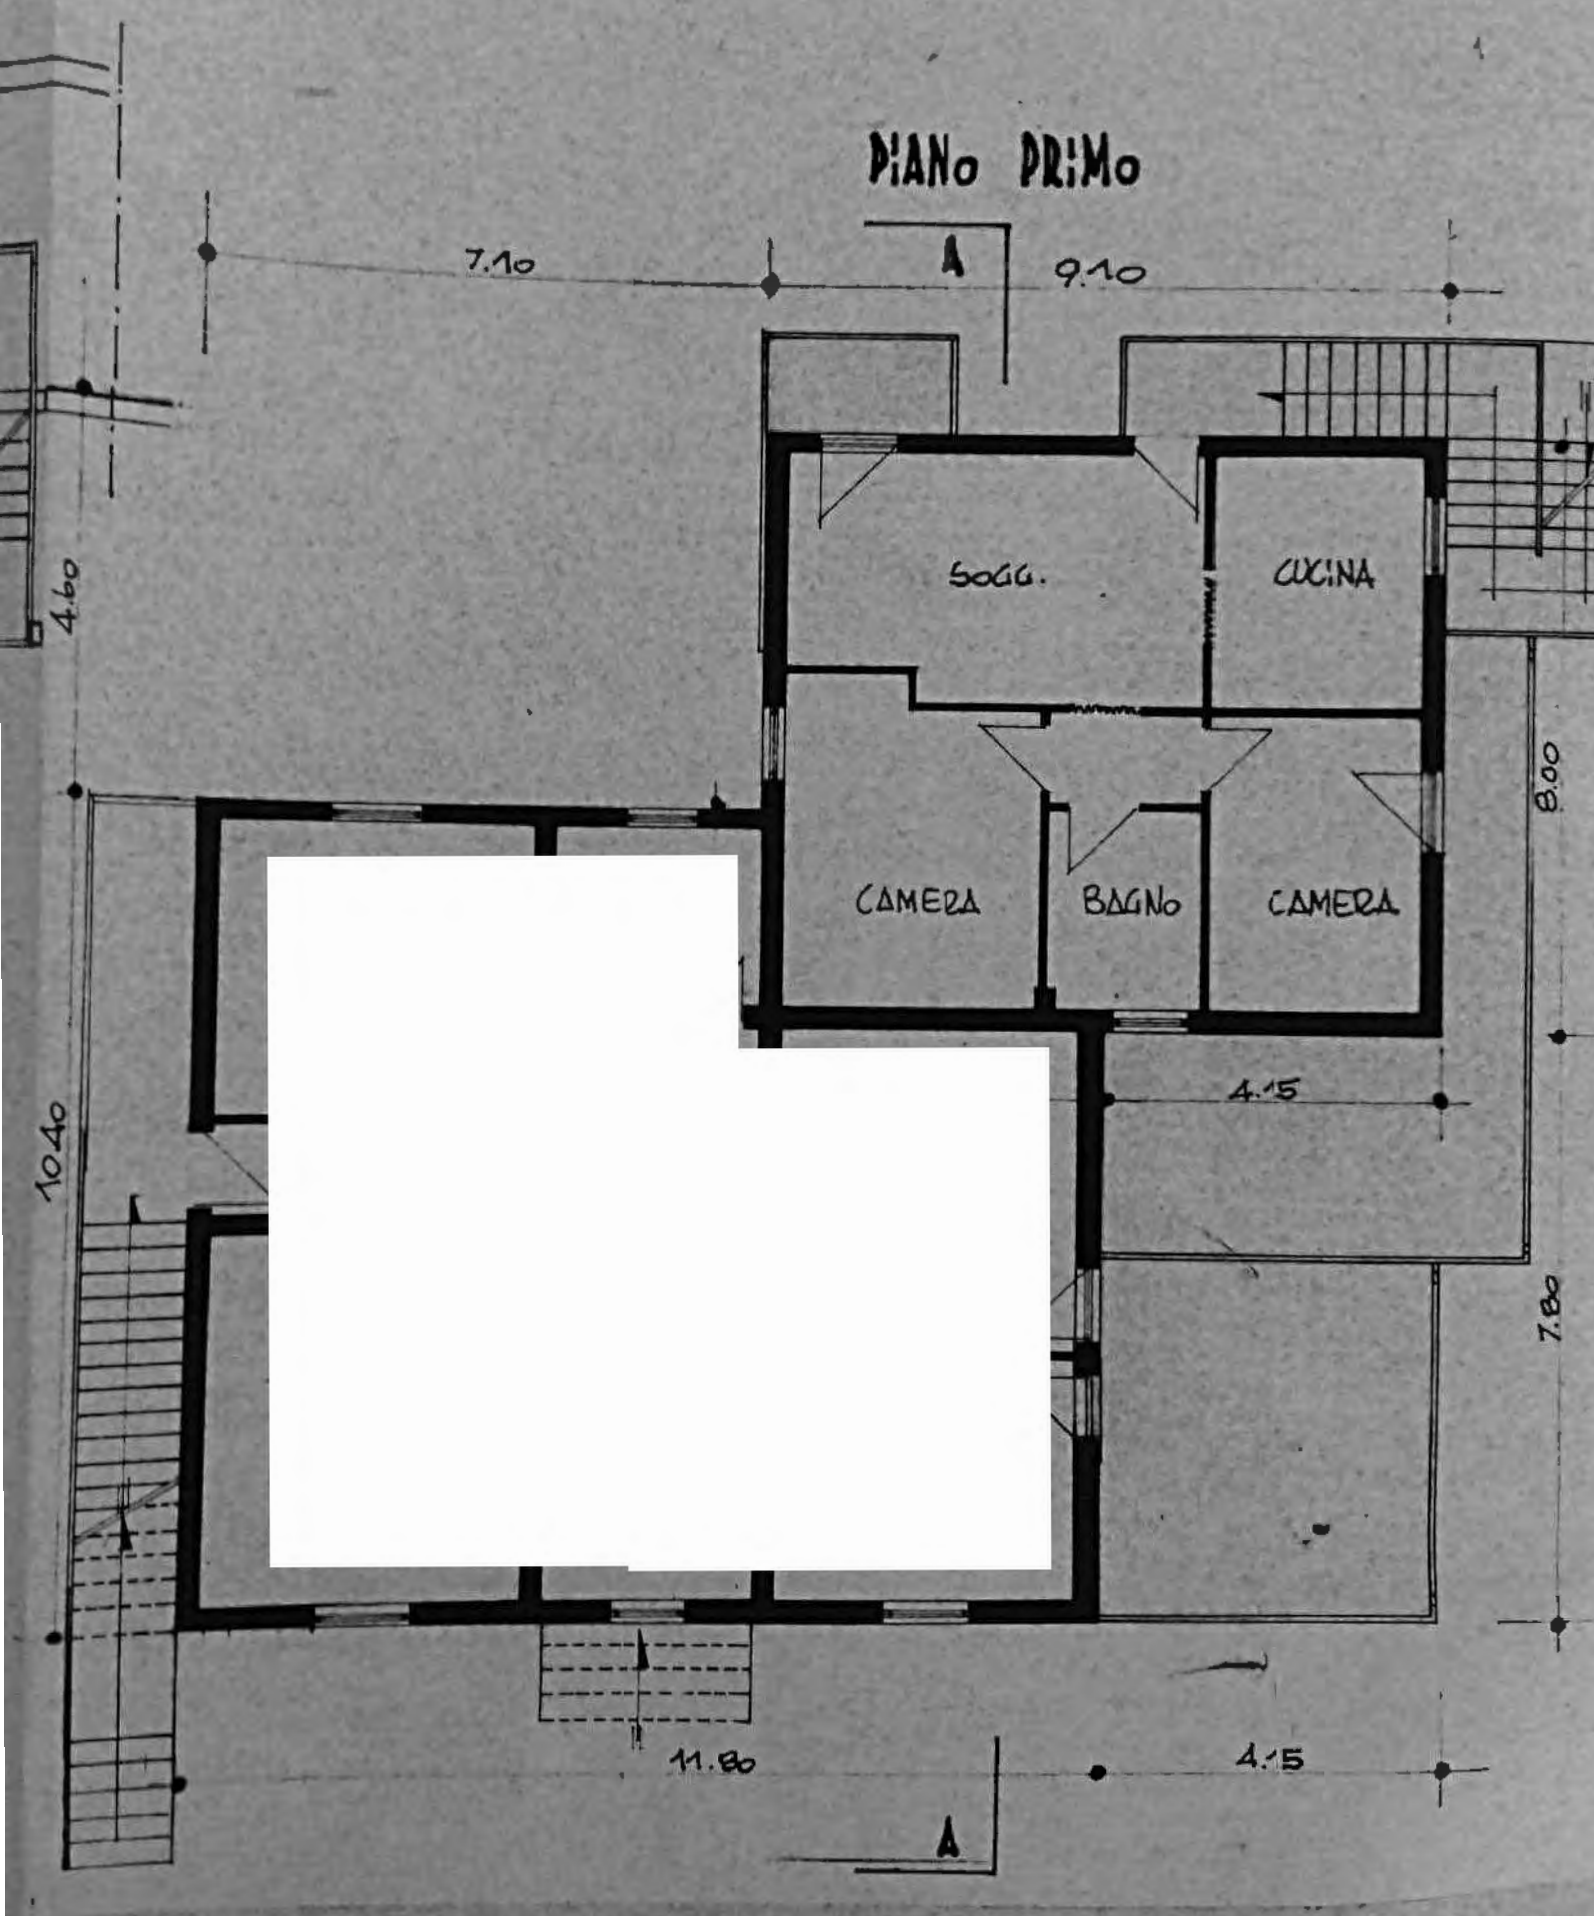 PIANO PRIMO
A
7.10
9.10
SOGG.
CUCINA
4.60
8.00
CAMERA
BAGNO
CAMERA
4.15
10.40
7.80
11.80
4.15
A